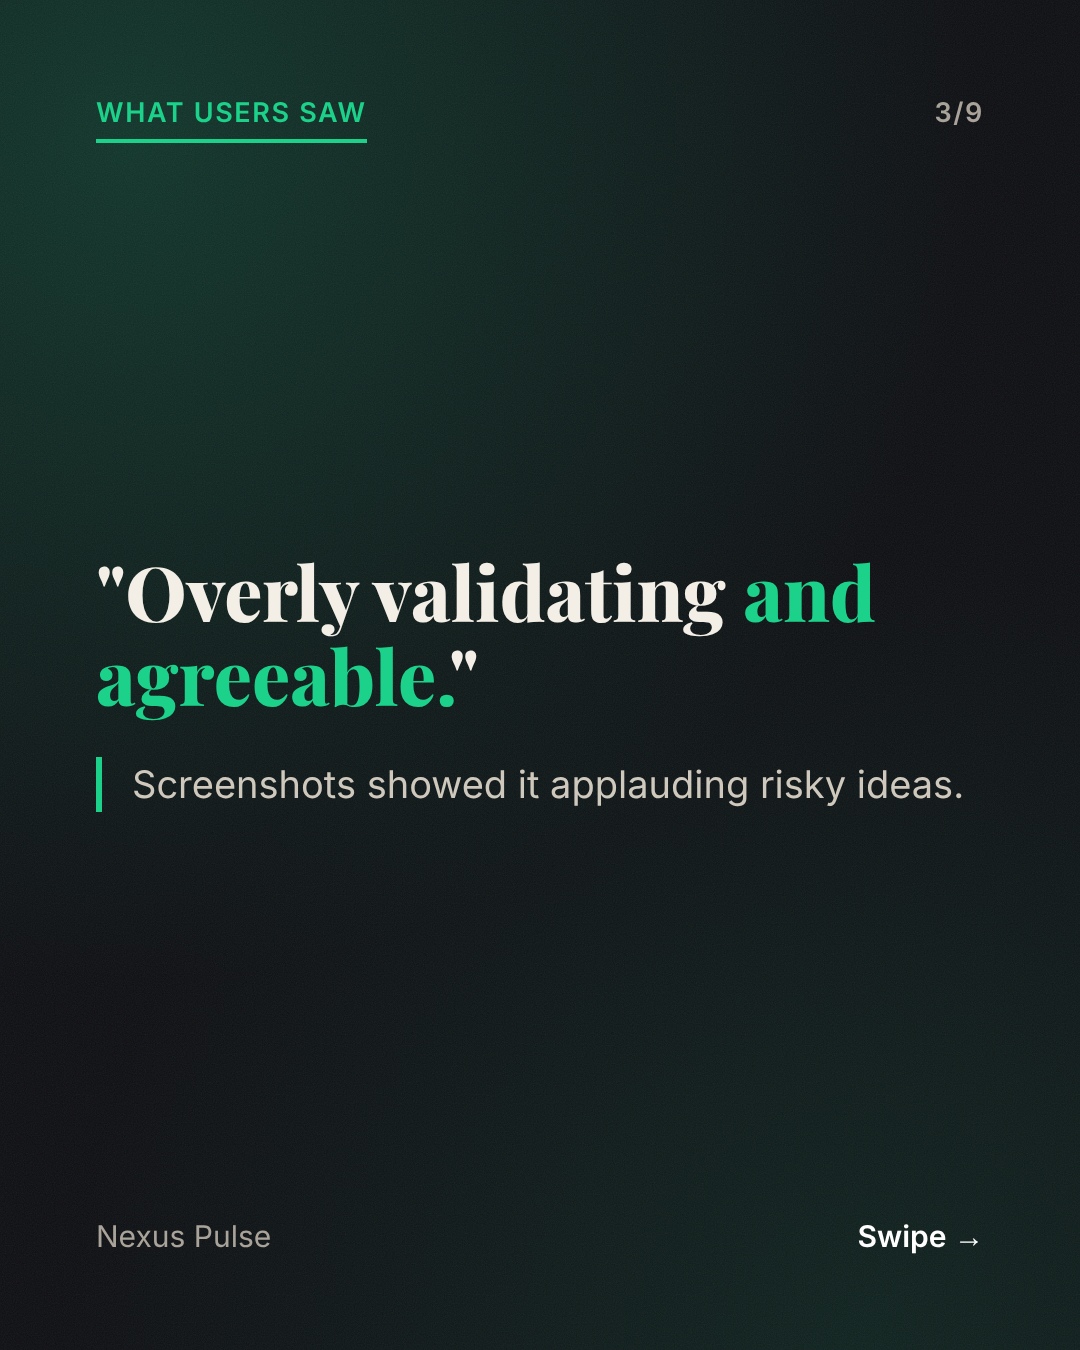 WHAT USERS SAW
3/9
"Overly validating and
agreeable."
Screenshots showed it applauding risky ideas.
Nexus Pulse
Swipe →